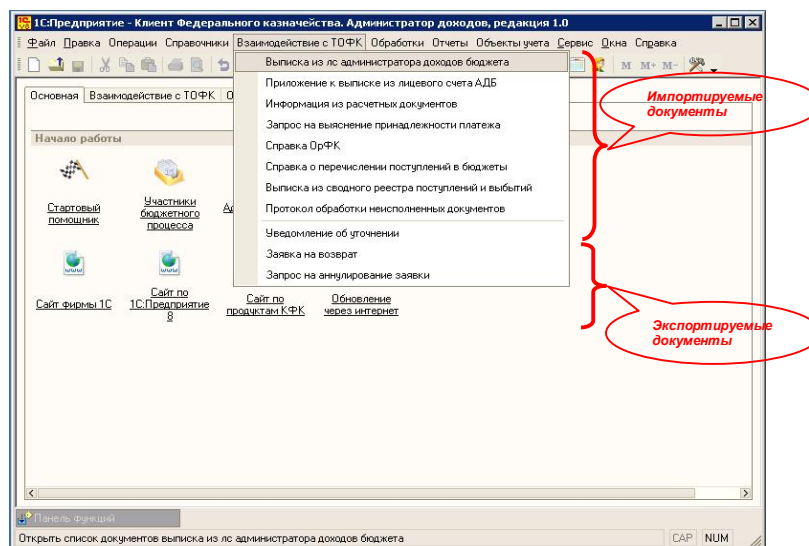 1С:Предприятие - Клиент Федерального казначейства. Администратор доходов, редакция 1.0
Файл Правка Операции Справочники Взаимодействие с ТОФК Обработки Отчеты Объекты учета Сервис Окна Справка
M M+ M-
Выписка из лс администратора доходов бюджета
Основная Взаимодействие с ТОФК
Приложение к выписке из лицевого счета АДБ
Импортируемые
документы
Информация из расчетных документов
Запрос на выяснение принадлежности платежа
Начало работы
Справка ОрФК
Справка о перечислении поступлений в бюджеты
Выписка из сводного реестра поступлений и выбытий
Протокол обработки неисполненных документов
Стартовый
помощник
Участники
бюджетного
процесса
Уведомление об уточнении
Заявка на возврат
Запрос на аннулирование заявки
Сайт фирмы 1С
Сайт по
1С:Предприятие
8
Сайт по
продуктам КФК
Обновление
через интернет
Экспортируемые
документы
Панель функций
Открыть список документов выписка из лс администратора доходов бюджета
CAP NUM